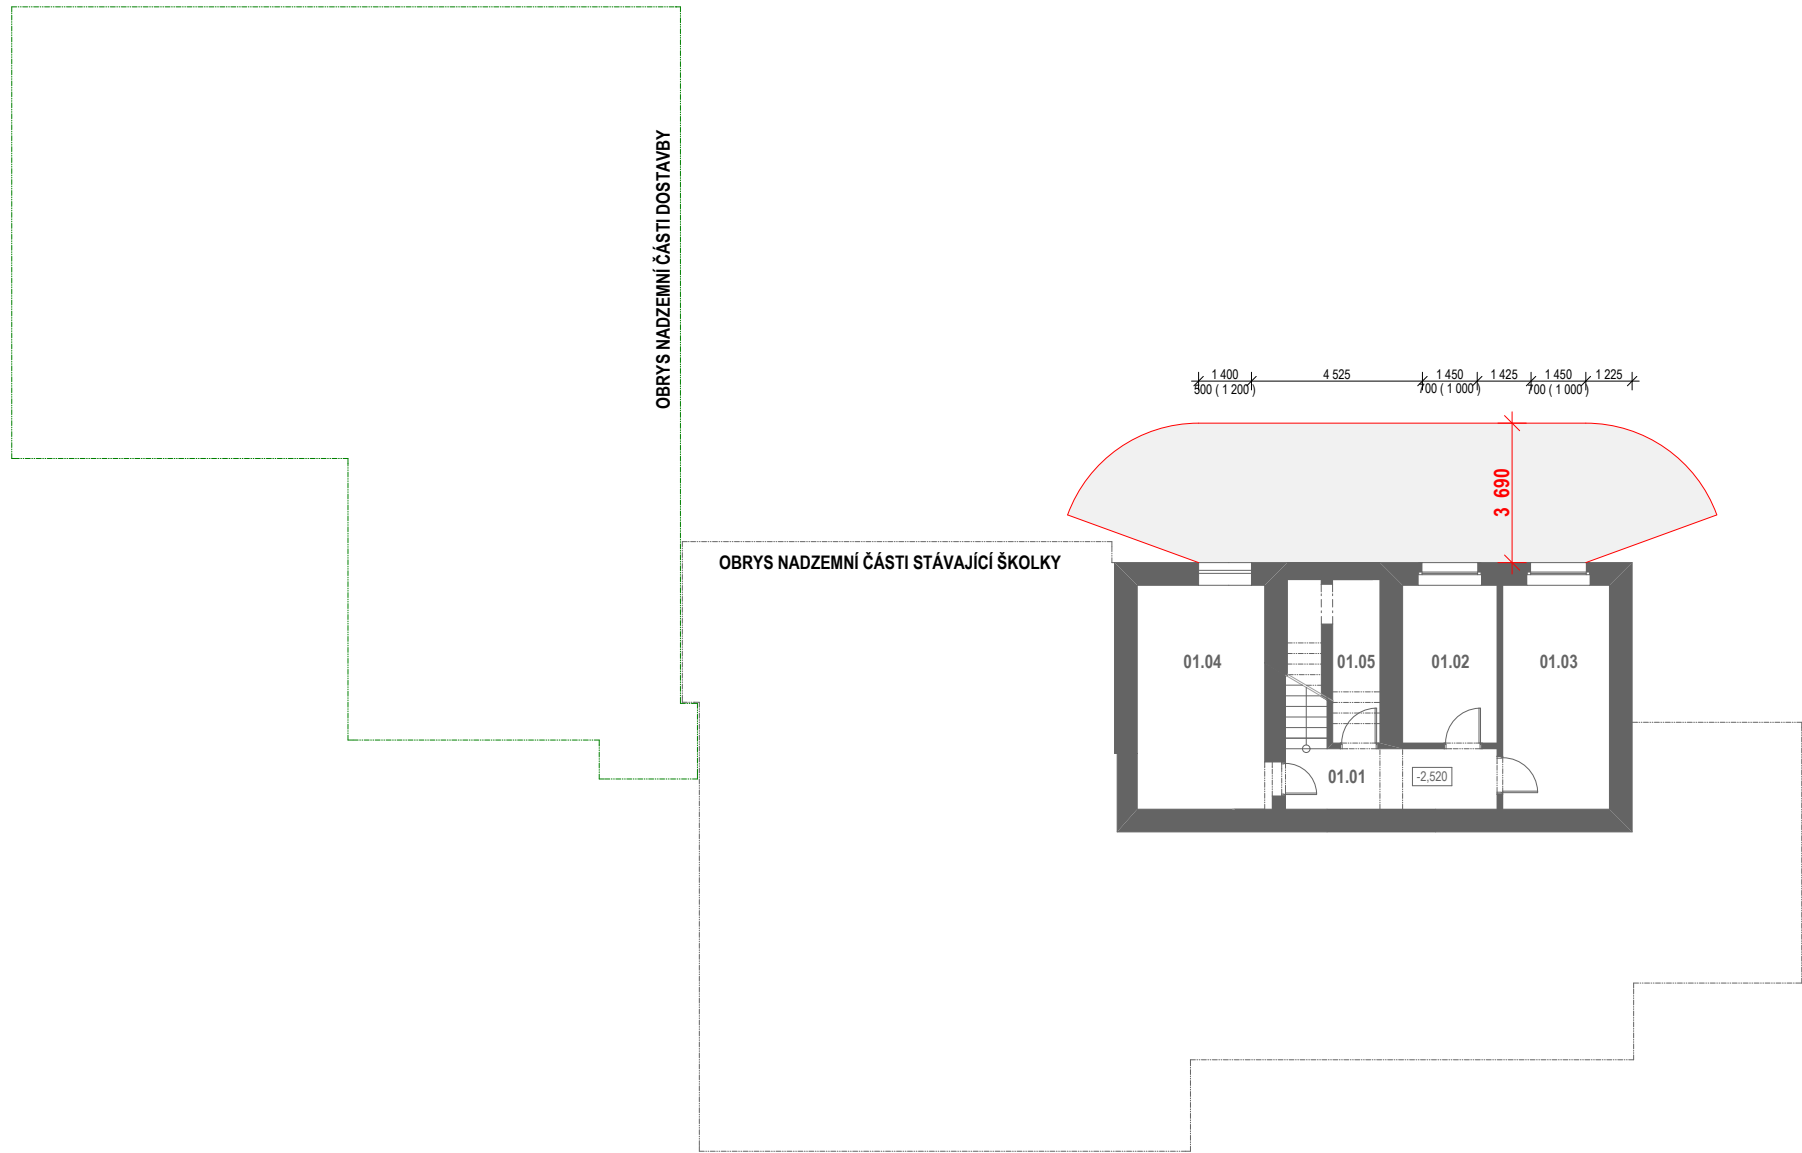 OBRYS NADZEMNÍ ČÁSTI DOSTAVBY
1 400
4 525
1 450
1 425
1 450
1 225
( 1 200 )
700 ( 1 000 )
700 ( 1 000 )
3 690
OBRYS NADZEMNÍ ČÁSTI STÁVAJÍCÍ ŠKOLKY
01.04
01.05
01.02
01.03
01.01
-2,520